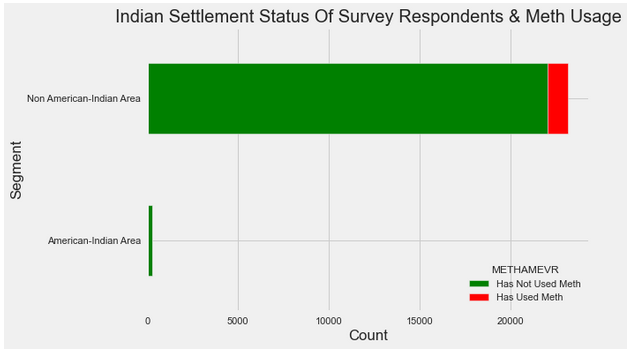 Indian Settlement Status Of Survey Respondents & Meth Usage
Non American-Indian Area
American-Indian Area
Segment
METHAMEVR
Has Not Used Meth
Has Used Meth
0 5000 10000 15000 20000
Count